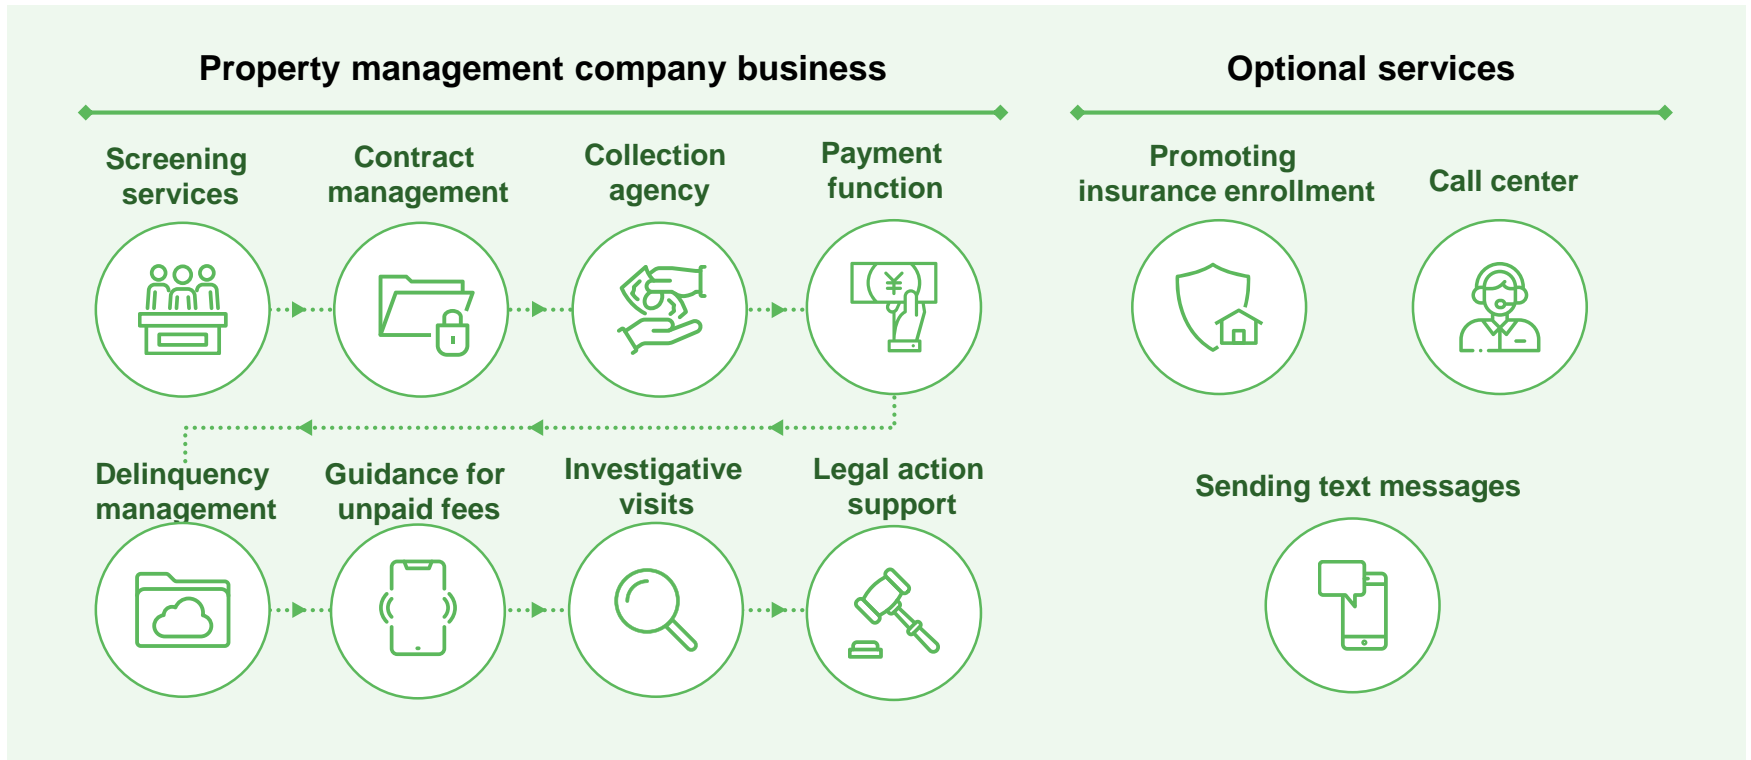 Property management company business
Optional services
Screening
services
Contract
management
Collection
agency
Payment
function
Promoting
insurance enrollment
Call center
¥
Delinquency
management
Guidance for
unpaid fees
Investigative
visits
Legal action
support
Sending text messages